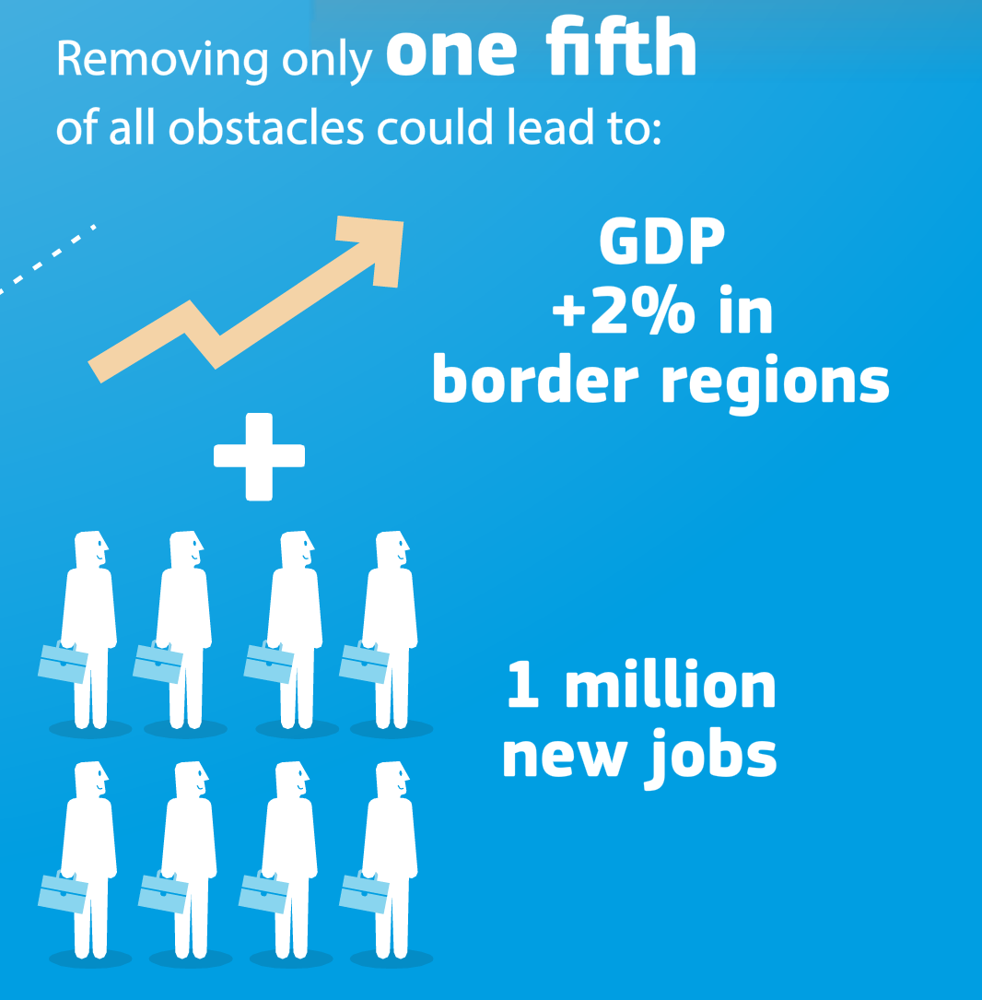 Removing only one fifth
of all obstacles could lead to:
GDP
+2% in
border regions
1 million
new jobs